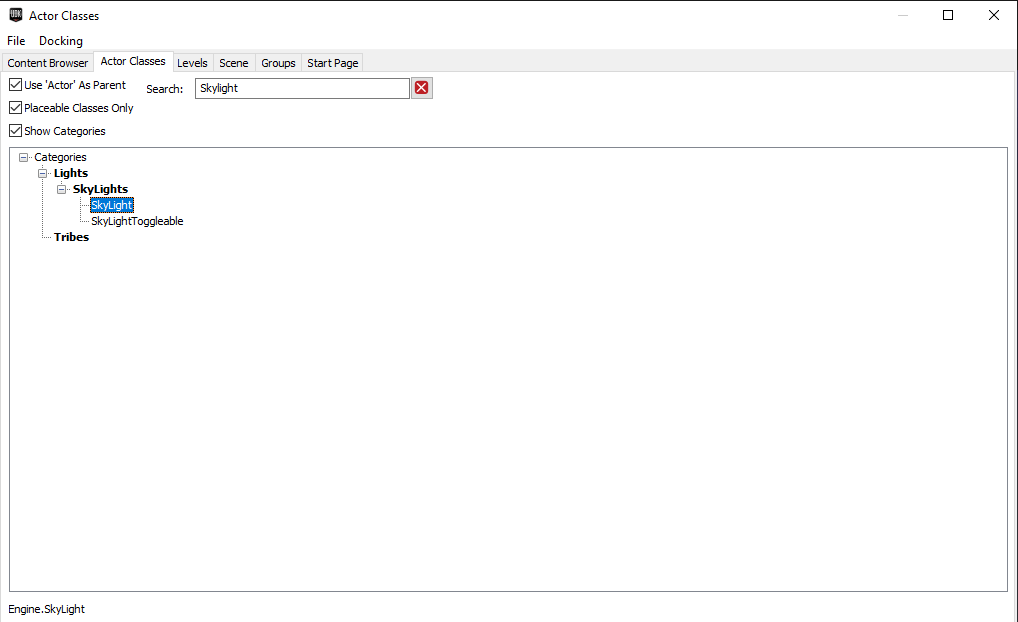 UDK Actor Classes
File Docking
Content Browser Actor Classes Levels Scene Groups Start Page
Use 'Actor' As Parent Search: Skylight
Placeable Classes Only
Show Categories
Categories
Lights
SkyLights
SkyLight
SkyLightToggleable
Tribes
Engine.SkyLight